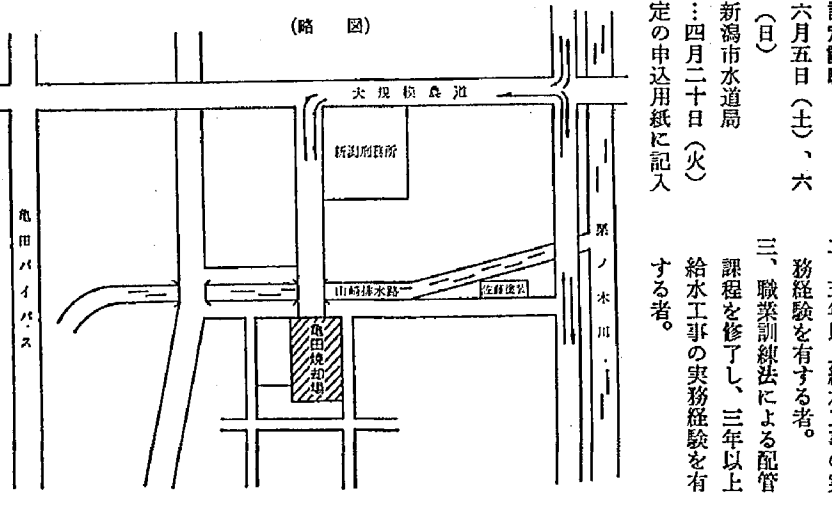 六月五日（土）、六
（日）
新潟市水道局
…四月二十日（火）
定の申込用紙に記入
務経験を有する者。
三、職業訓練法による配管
課程を修了し、三年以上
給水工事の実務経験を有
する者。
（略 図）
大規模農道
新潟刑務所
亀田バイパス
山崎排水路
佐藤塗装
栗ノ木川
亀田焼却場